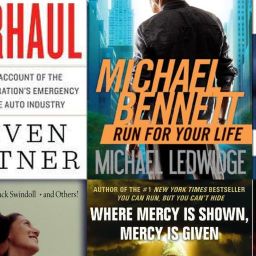 RHAUL
ACCOUNT OF THE
RATION'S EMERGENCY
E AUTO INDUSTRY
VEN
TTNER
uck Swindoll – and Others!
MICHAEL
BENNETT
RUN FOR YOUR LIFE
MICHAEL LEDWIDGE
AUTHOR OF THE #1 NEW YORK TIMES BESTSELLER
YOU CAN RUN, BUT YOU CAN'T HIDE
WHERE MERCY IS SHOWN,
MERCY IS GIVEN